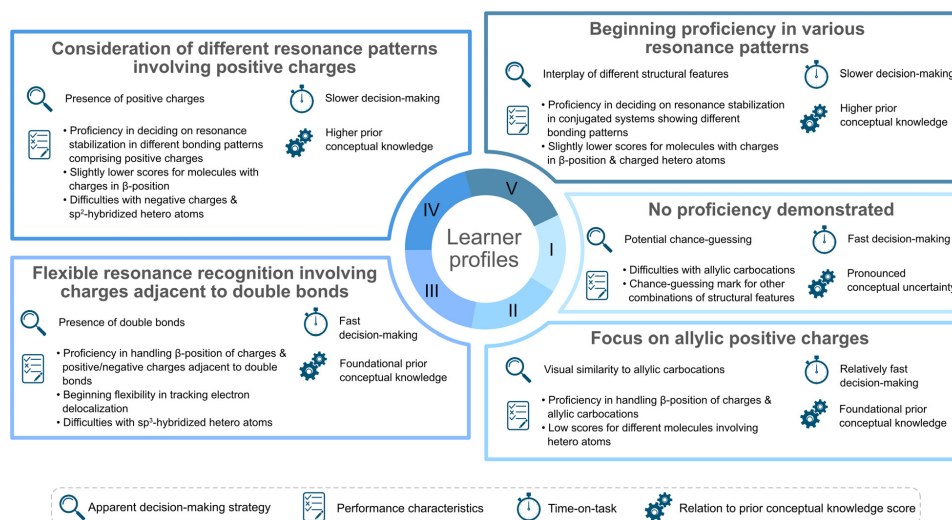 Consideration of different resonance patterns
involving positive charges
Presence of positive charges
Slower decision-making
• Proficiency in deciding on resonance
stabilization in different bonding patterns
comprising positive charges
• Slightly lower scores for molecules with
charges in β-position
• Difficulties with negative charges &
sp²-hybridized hetero atoms
Higher prior
conceptual knowledge
Beginning proficiency in various
resonance patterns
Interplay of different structural features
Slower decision-making
• Proficiency in deciding on resonance stabilization
in conjugated systems showing different
bonding patterns
• Slightly lower scores for molecules with charges
in β-position & charged hetero atoms
Higher prior
conceptual knowledge
IV
V
I
II
III
Learner
profiles
No proficiency demonstrated
Potential chance-guessing
Fast decision-making
• Difficulties with allylic carbocations
• Chance-guessing mark for other
combinations of structural features
Pronounced
conceptual uncertainty
Flexible resonance recognition involving
charges adjacent to double bonds
Presence of double bonds
Fast
decision-making
• Proficiency in handling β-position of charges &
positive/negative charges adjacent to double
bonds
• Beginning flexibility in tracking electron
delocalization
• Difficulties with sp³-hybridized hetero atoms
Foundational prior
conceptual knowledge
Focus on allylic positive charges
Visual similarity to allylic carbocations
Relatively fast
decision-making
• Proficiency in handling β-position of charges &
allylic carbocations
• Low scores for different molecules involving
hetero atoms
Foundational prior
conceptual knowledge
Apparent decision-making strategy
Performance characteristics
Time-on-task
Relation to prior conceptual knowledge score